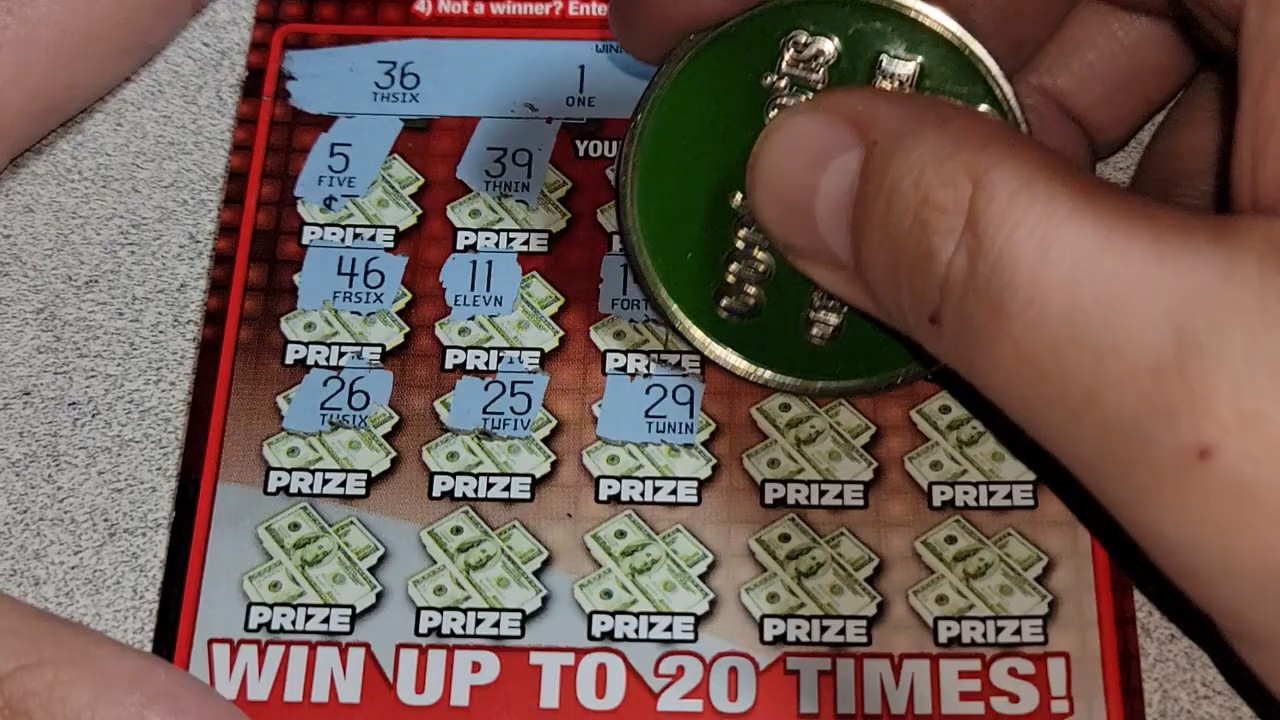 4) Not a winner? Ente
WIN
36 1
THSIX ONE
5 39 YOU
FIVE THNIN
PRIZE PRIZE
46 11 1
FRSIX ELEVN FORT
PRIZE PRIZE PRIZE
26 25 29
TWSIX TWFIV TWNIN
PRIZE PRIZE PRIZE PRIZE PRIZE
PRIZE PRIZE PRIZE PRIZE PRIZE
WIN UP TO 20 TIMES!